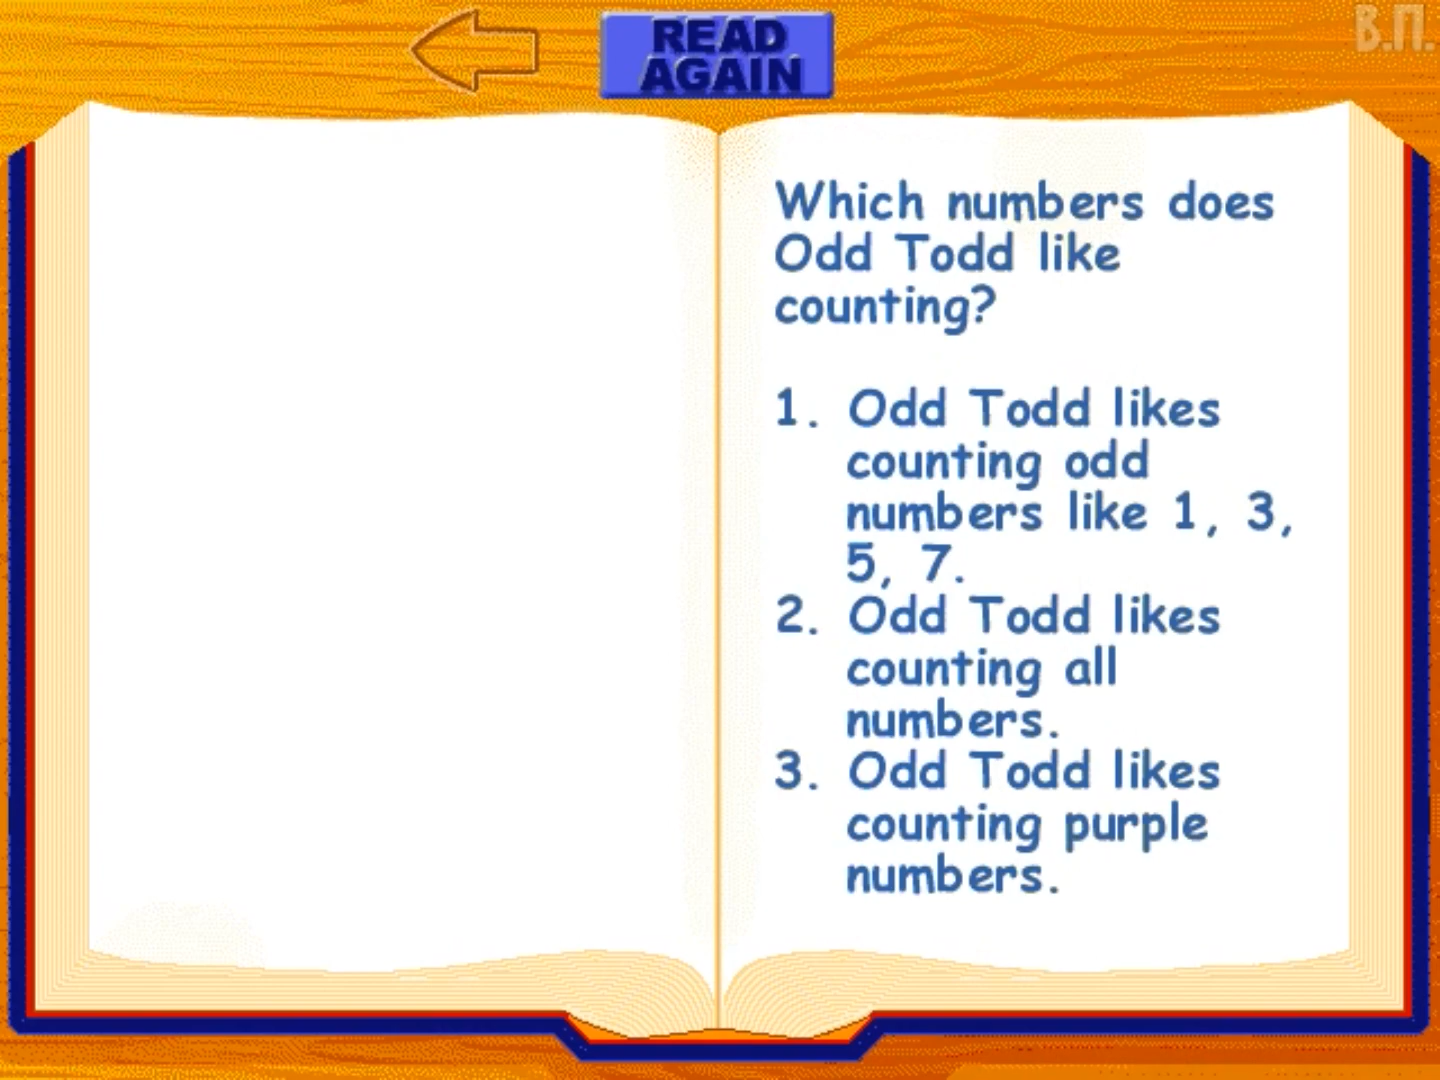 READ
AGAIN
В.П.
Which numbers does
Odd Todd like
counting?
1. Odd Todd likes
counting odd
numbers like 1, 3,
5, 7.
2. Odd Todd likes
counting all
numbers.
3. Odd Todd likes
counting purple
numbers.